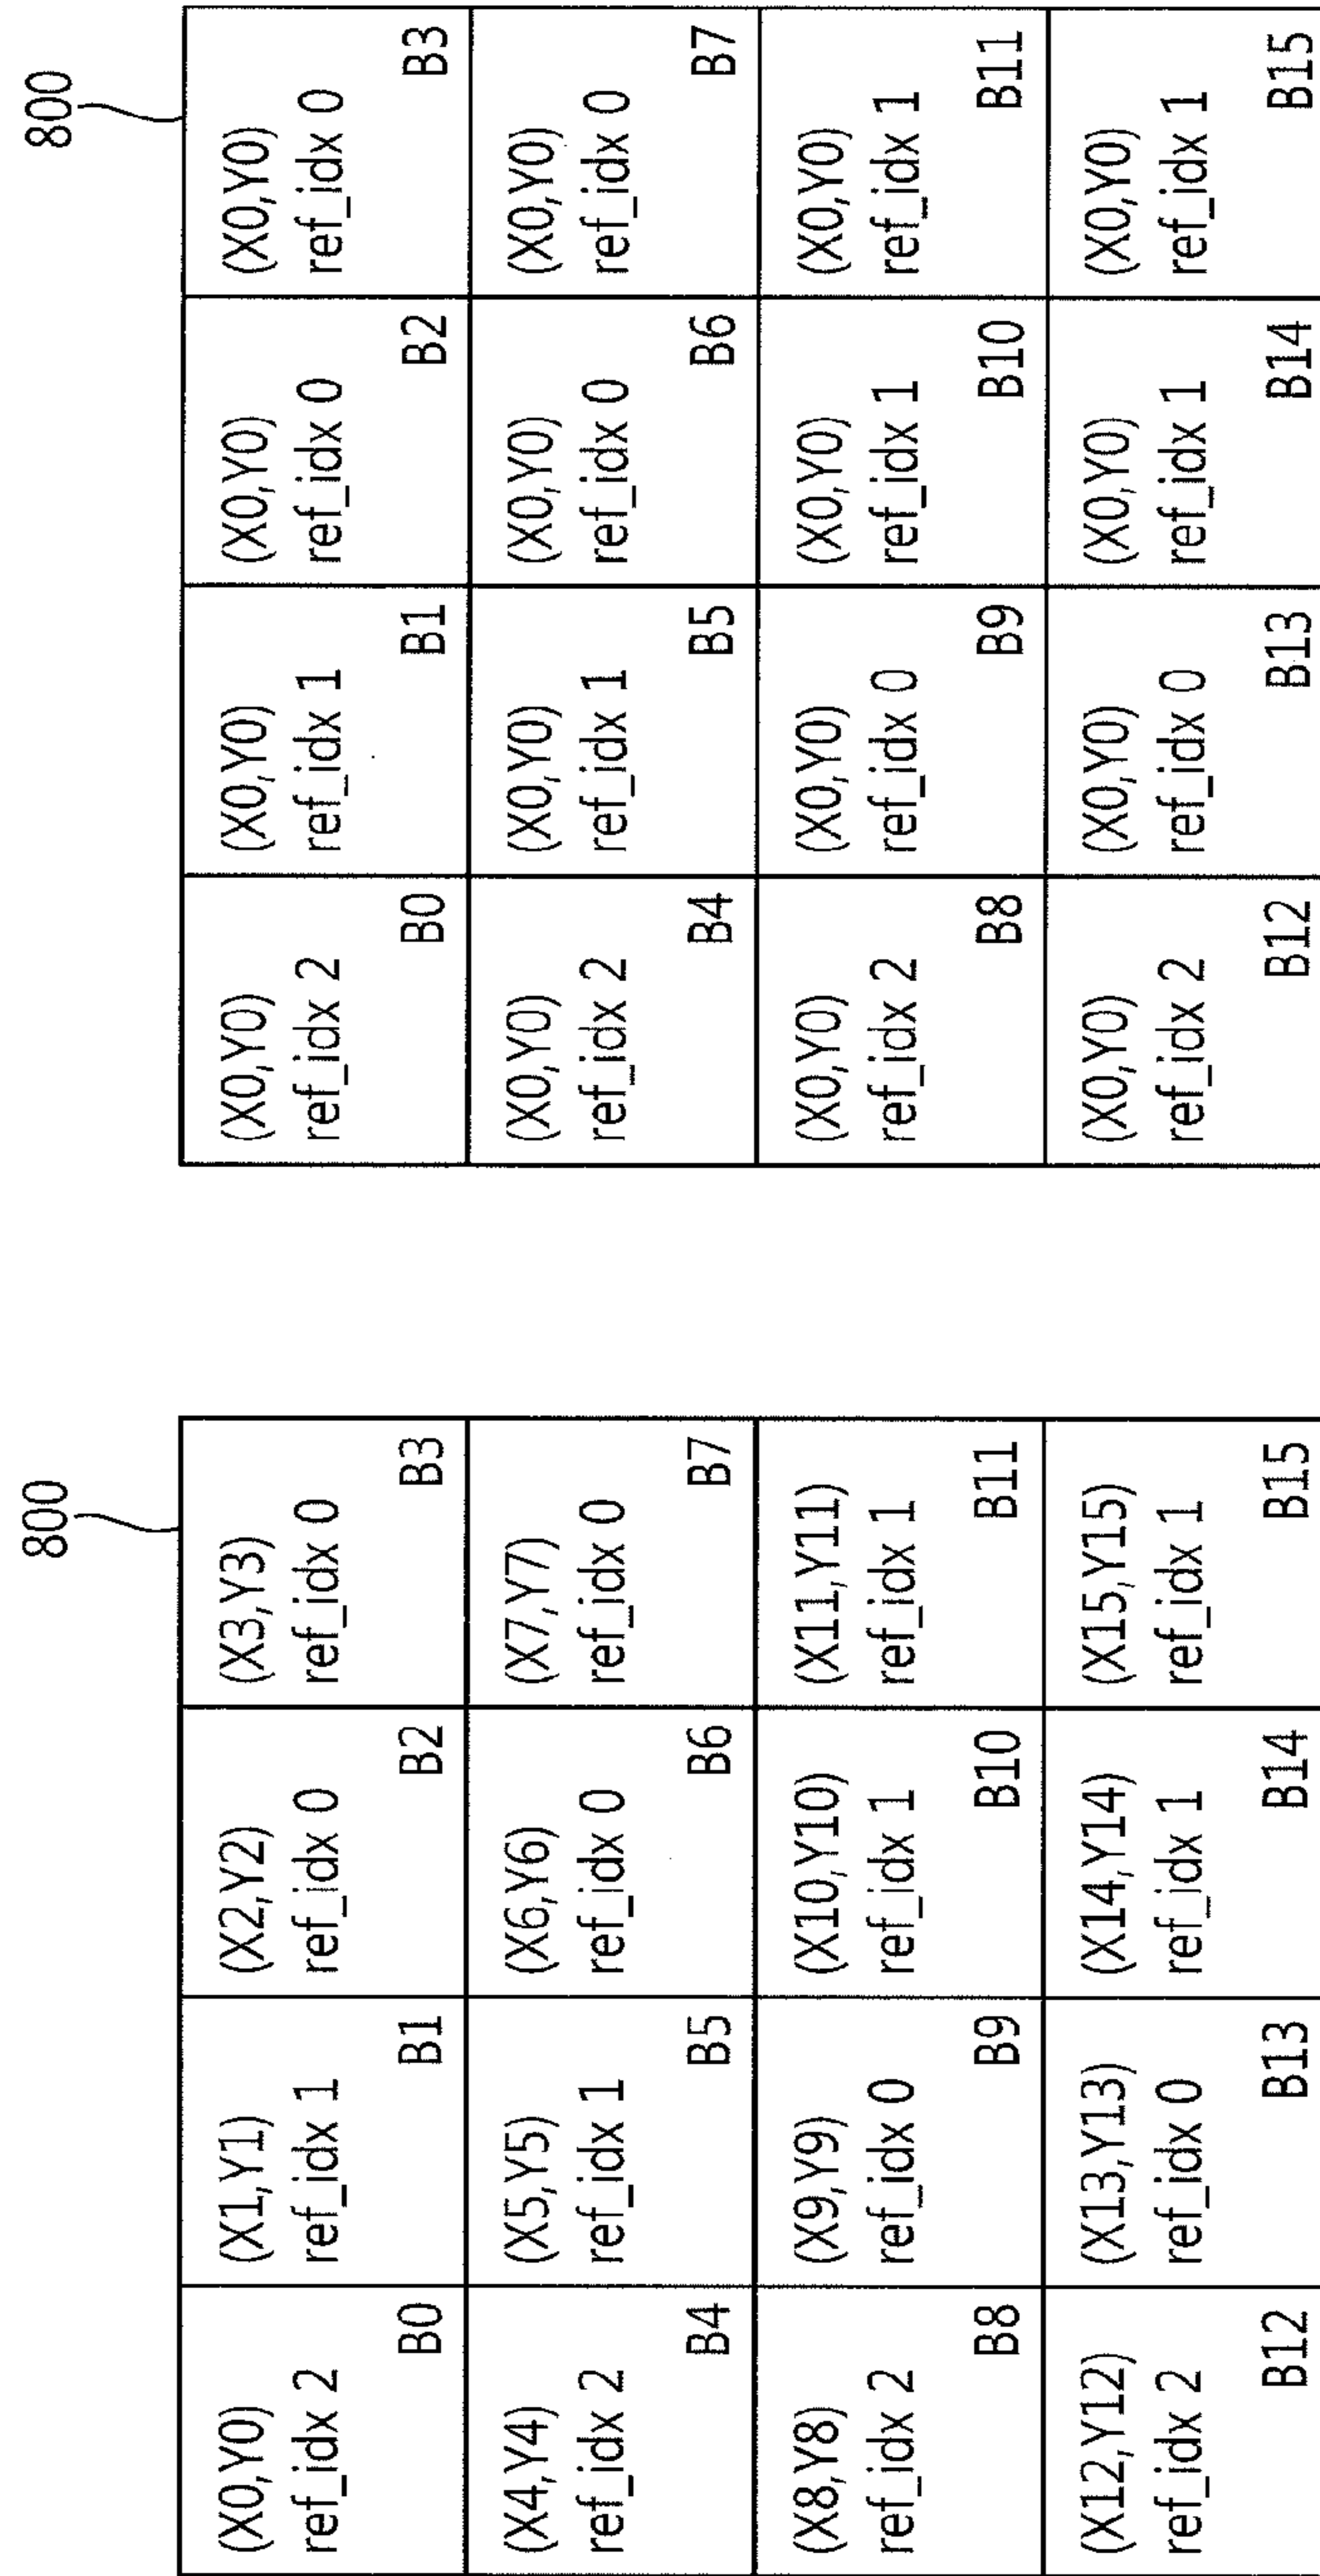 800
(X0,Y0)
ref_idx 2
B0
(X1,Y1)
ref_idx 1
B1
(X2,Y2)
ref_idx 0
B2
(X3,Y3)
ref_idx 0
B3
(X4,Y4)
ref_idx 2
B4
(X5,Y5)
ref_idx 1
B5
(X6,Y6)
ref_idx 0
B6
(X7,Y7)
ref_idx 0
B7
(X8,Y8)
ref_idx 2
B8
(X9,Y9)
ref_idx 0
B9
(X10,Y10)
ref_idx 1
B10
(X11,Y11)
ref_idx 1
B11
(X12,Y12)
ref_idx 2
B12
(X13,Y13)
ref_idx 0
B13
(X14,Y14)
ref_idx 1
B14
(X15,Y15)
ref_idx 1
B15
800
(X0,Y0)
ref_idx 2
B0
(X0,Y0)
ref_idx 1
B1
(X0,Y0)
ref_idx 0
B2
(X0,Y0)
ref_idx 0
B3
(X0,Y0)
ref_idx 2
B4
(X0,Y0)
ref_idx 1
B5
(X0,Y0)
ref_idx 0
B6
(X0,Y0)
ref_idx 0
B7
(X0,Y0)
ref_idx 2
B8
(X0,Y0)
ref_idx 0
B9
(X0,Y0)
ref_idx 1
B10
(X0,Y0)
ref_idx 1
B11
(X0,Y0)
ref_idx 2
B12
(X0,Y0)
ref_idx 0
B13
(X0,Y0)
ref_idx 1
B14
(X0,Y0)
ref_idx 1
B15